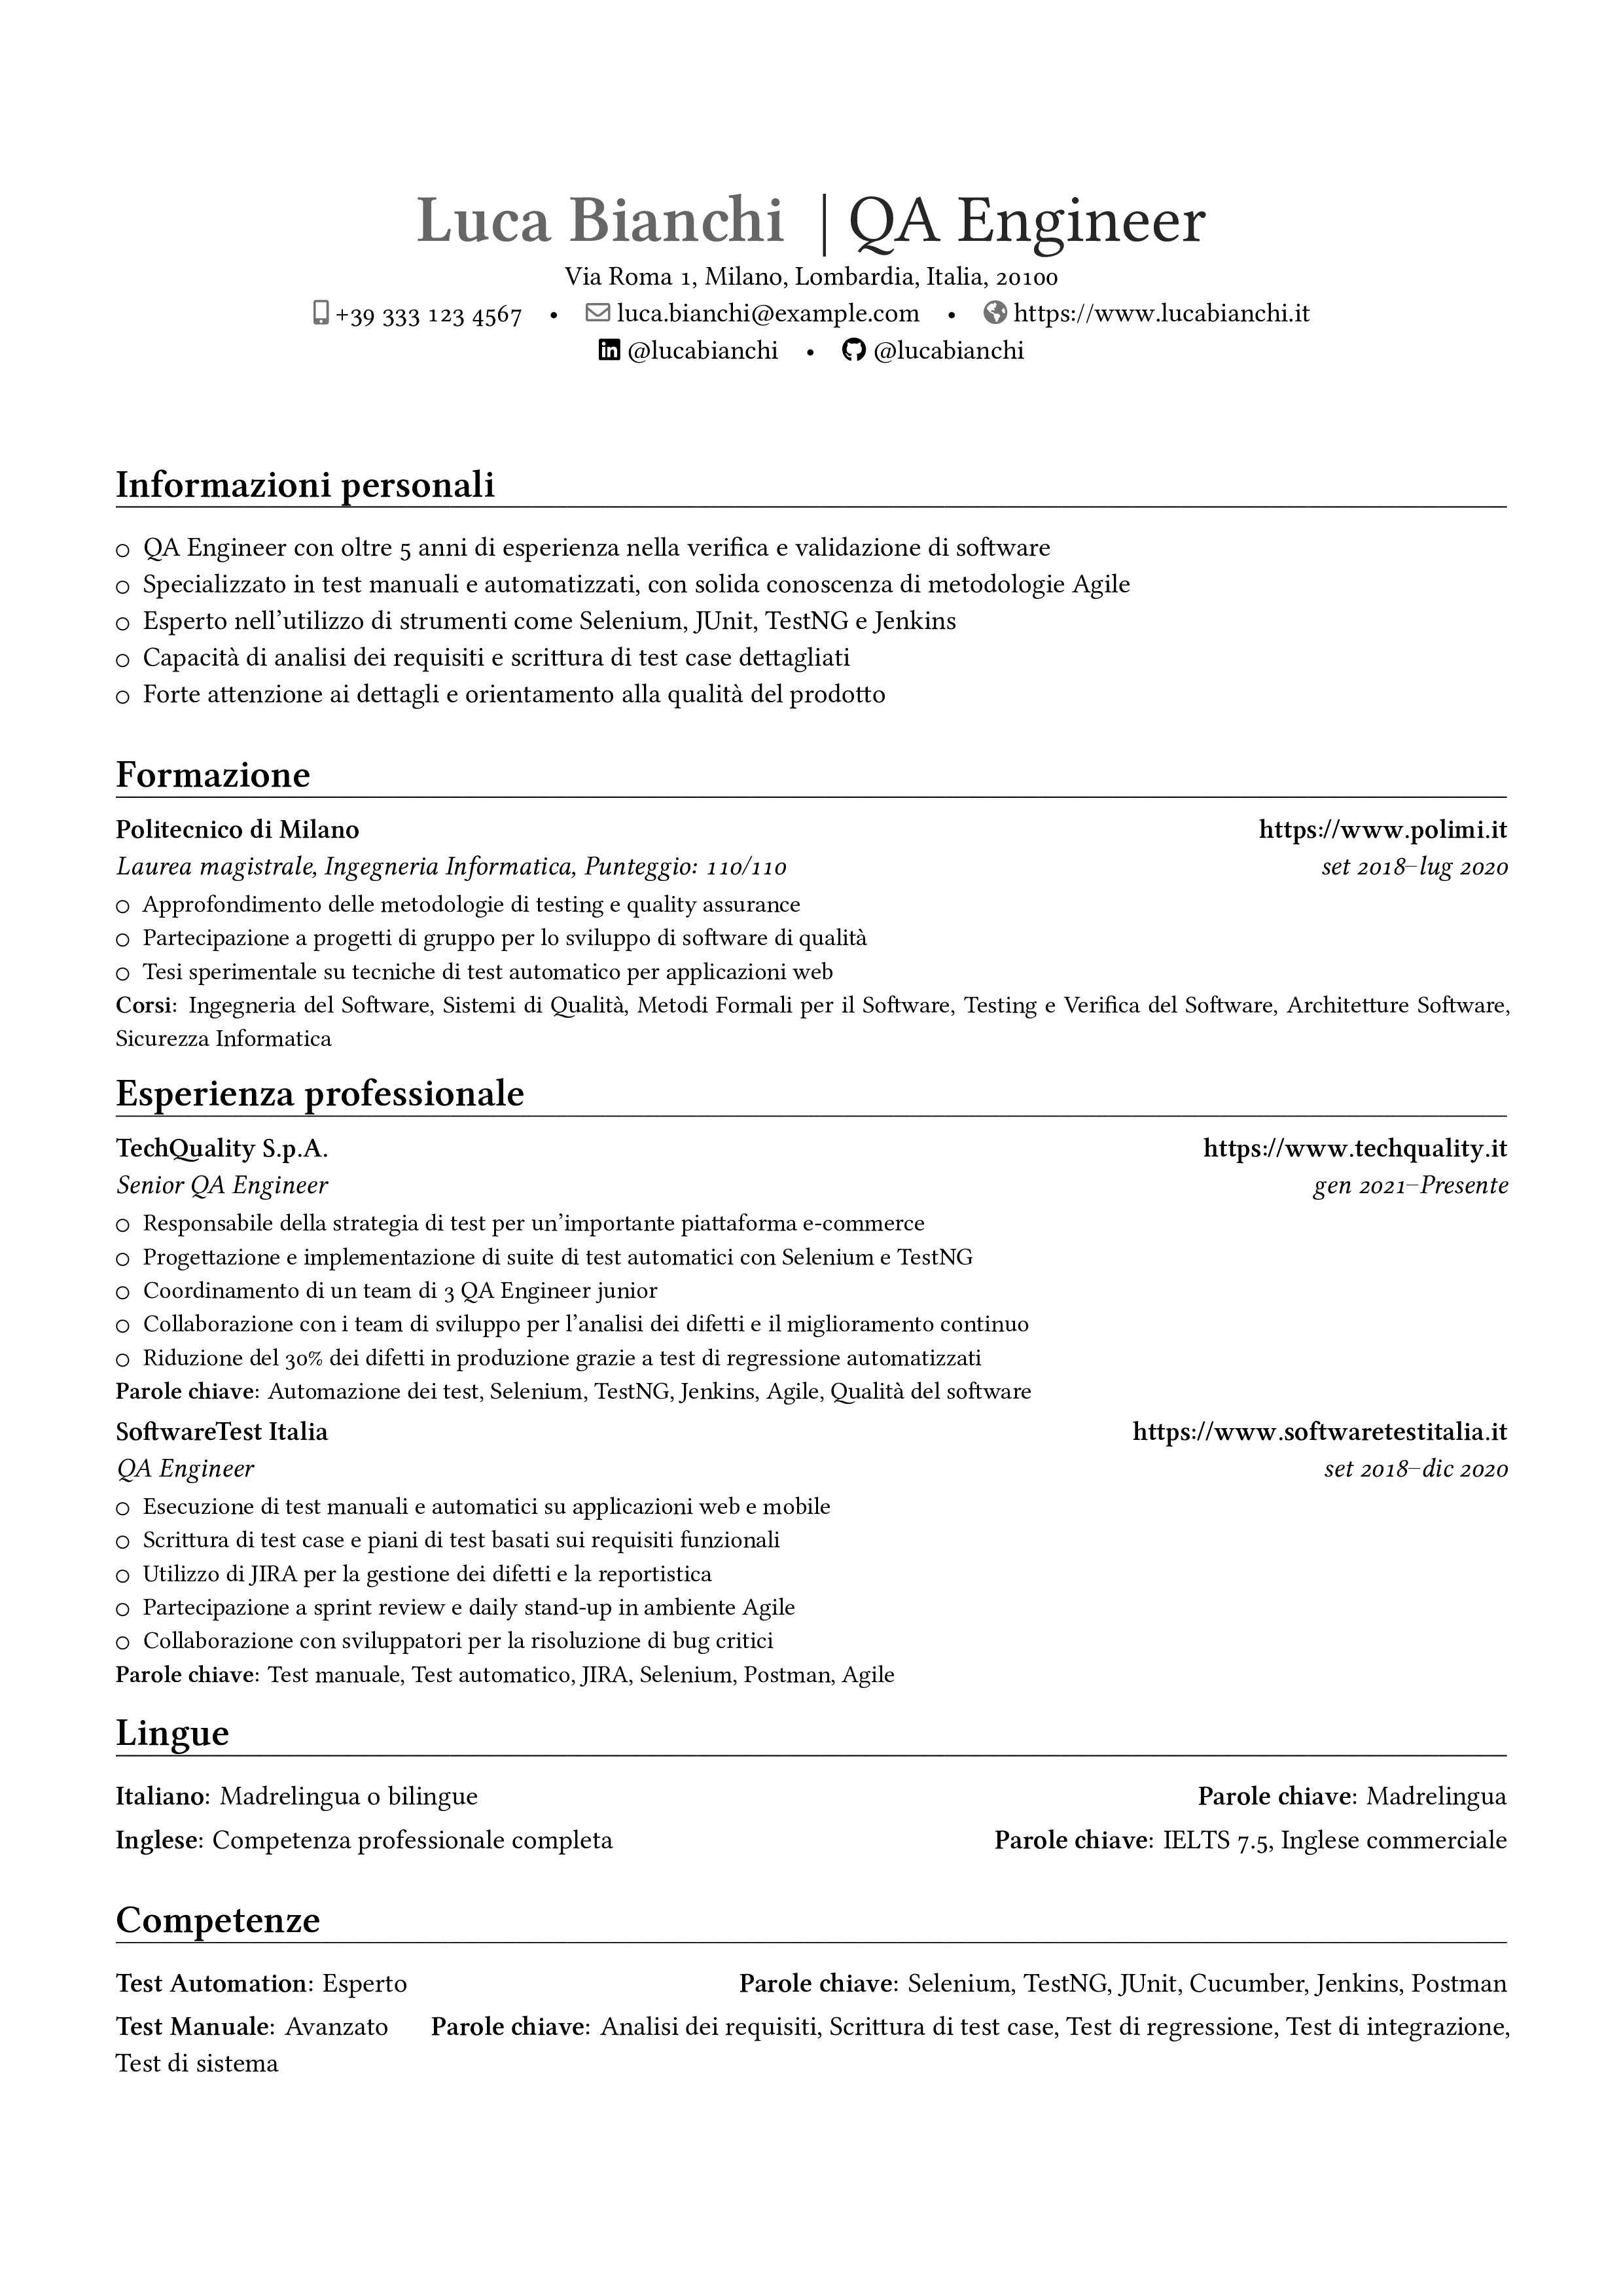 Luca Bianchi | QA Engineer
Via Roma 1, Milano, Lombardia, Italia, 20100
+39 333 123 4567 • luca.bianchi@example.com • https://www.lucabianchi.it
@lucabianchi • @lucabianchi
Informazioni personali
○ QA Engineer con oltre 5 anni di esperienza nella verifica e validazione di software
○ Specializzato in test manuali e automatizzati, con solida conoscenza di metodologie Agile
○ Esperto nell’utilizzo di strumenti come Selenium, JUnit, TestNG e Jenkins
○ Capacità di analisi dei requisiti e scrittura di test case dettagliati
○ Forte attenzione ai dettagli e orientamento alla qualità del prodotto
Formazione
Politecnico di Milano https://www.polimi.it
Laurea magistrale, Ingegneria Informatica, Punteggio: 110/110 set 2018–lug 2020
○ Approfondimento delle metodologie di testing e quality assurance
○ Partecipazione a progetti di gruppo per lo sviluppo di software di qualità
○ Tesi sperimentale su tecniche di test automatico per applicazioni web
Corsi: Ingegneria del Software, Sistemi di Qualità, Metodi Formali per il Software, Testing e Verifica del Software, Architetture Software,
Sicurezza Informatica
Esperienza professionale
TechQuality S.p.A. https://www.techquality.it
Senior QA Engineer gen 2021–Presente
○ Responsabile della strategia di test per un’importante piattaforma e-commerce
○ Progettazione e implementazione di suite di test automatici con Selenium e TestNG
○ Coordinamento di un team di 3 QA Engineer junior
○ Collaborazione con i team di sviluppo per l’analisi dei difetti e il miglioramento continuo
○ Riduzione del 30% dei difetti in produzione grazie a test di regressione automatizzati
Parole chiave: Automazione dei test, Selenium, TestNG, Jenkins, Agile, Qualità del software
SoftwareTest Italia https://www.softwaretestitalia.it
QA Engineer set 2018–dic 2020
○ Esecuzione di test manuali e automatici su applicazioni web e mobile
○ Scrittura di test case e piani di test basati sui requisiti funzionali
○ Utilizzo di JIRA per la gestione dei difetti e la reportistica
○ Partecipazione a sprint review e daily stand-up in ambiente Agile
○ Collaborazione con sviluppatori per la risoluzione di bug critici
Parole chiave: Test manuale, Test automatico, JIRA, Selenium, Postman, Agile
Lingue
Italiano: Madrelingua o bilingue Parole chiave: Madrelingua
Inglese: Competenza professionale completa Parole chiave: IELTS 7.5, Inglese commerciale
Competenze
Test Automation: Esperto Parole chiave: Selenium, TestNG, JUnit, Cucumber, Jenkins, Postman
Test Manuale: Avanzato Parole chiave: Analisi dei requisiti, Scrittura di test case, Test di regressione, Test di integrazione,
Test di sistema